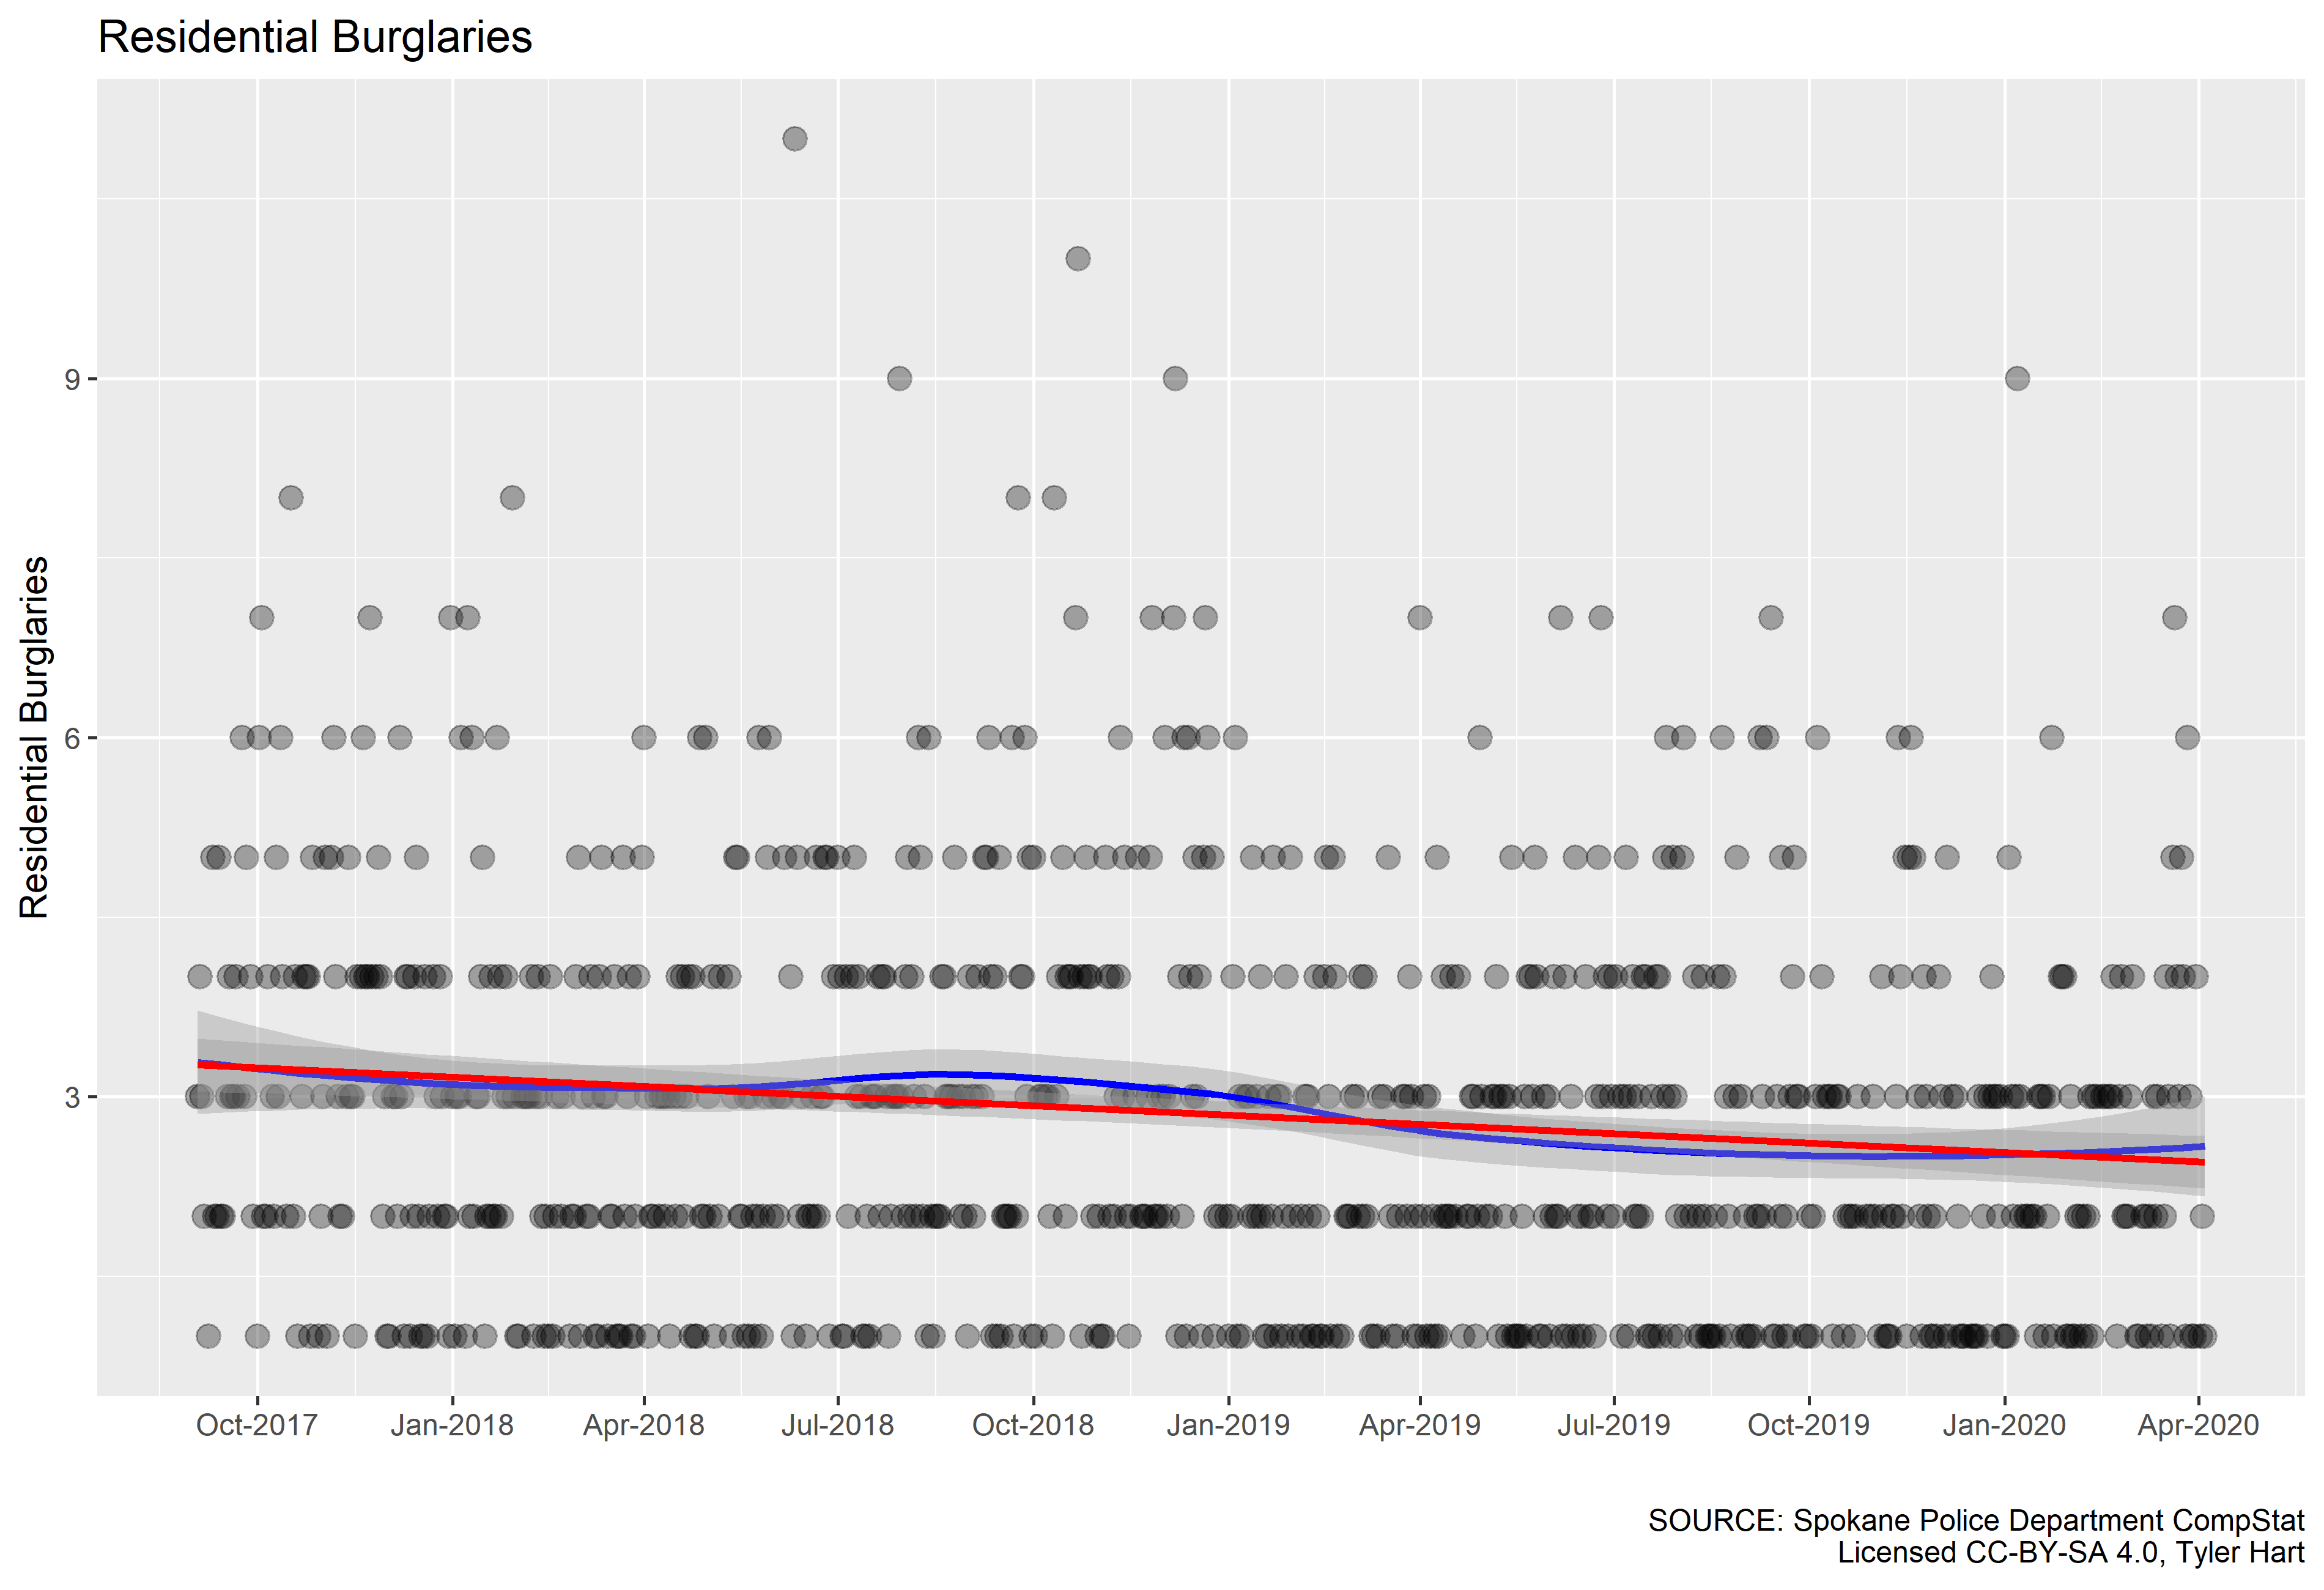 Residential Burglaries
Residential Burglaries
9
6
3
Oct-2017 Jan-2018 Apr-2018 Jul-2018 Oct-2018 Jan-2019 Apr-2019 Jul-2019 Oct-2019 Jan-2020 Apr-2020
SOURCE: Spokane Police Department CompStat
Licensed CC-BY-SA 4.0, Tyler Hart